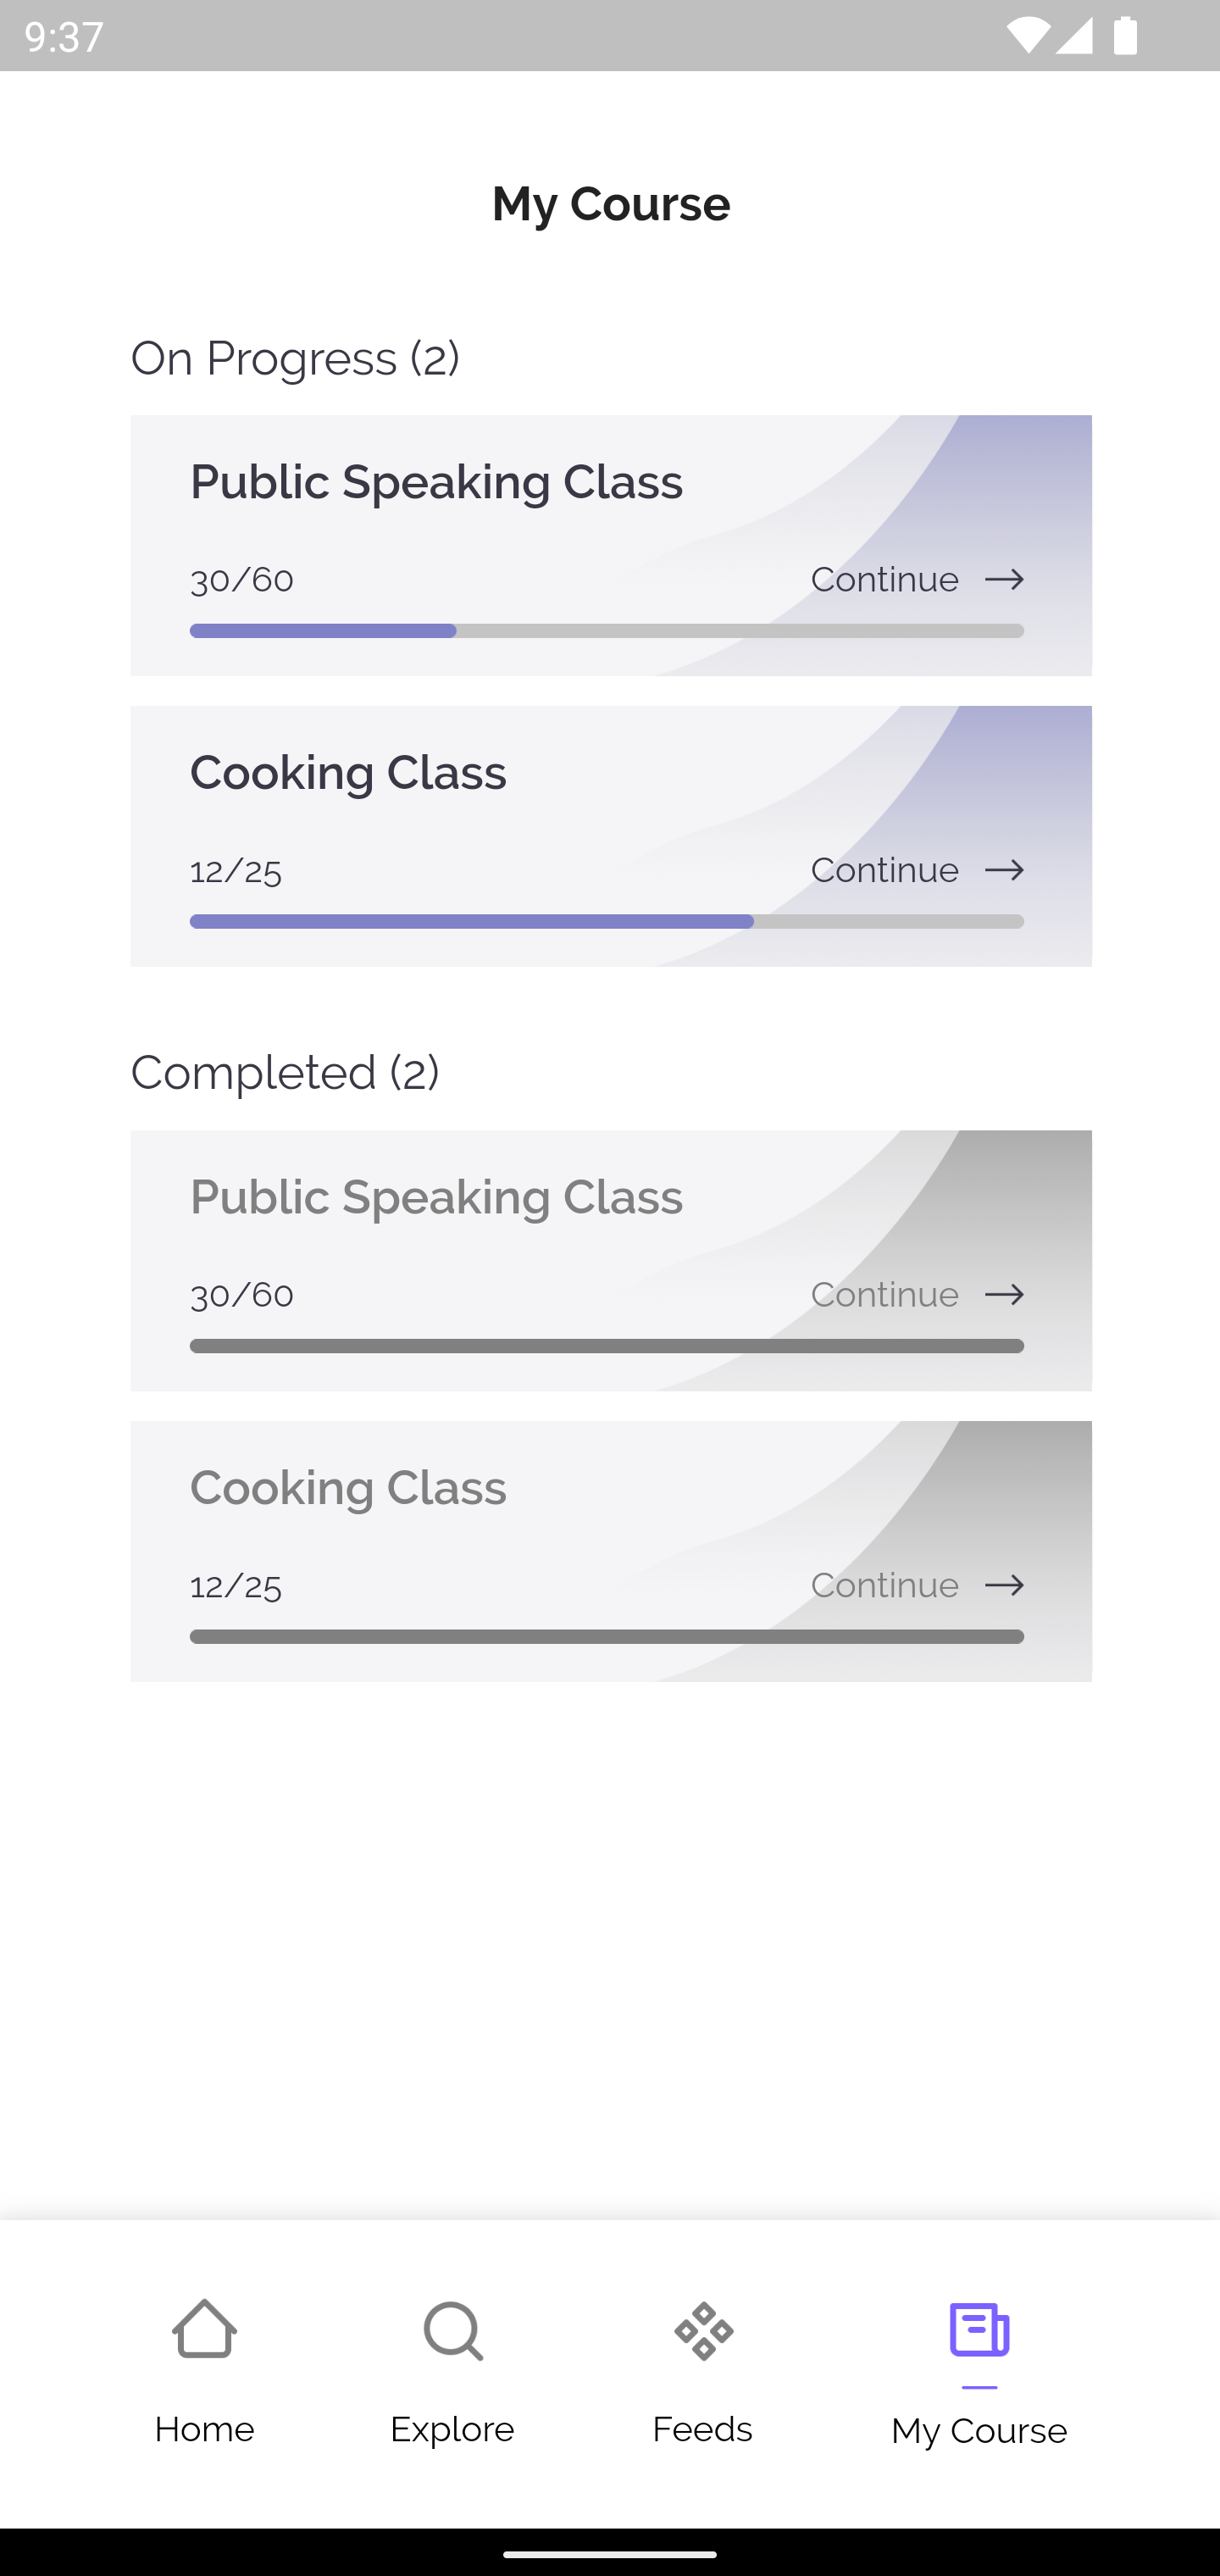 9:37
My Course
On Progress (2)
Public Speaking Class
30/60 Continue
Cooking Class
12/25 Continue
Completed (2)
Public Speaking Class
30/60 Continue
Cooking Class
12/25 Continue
Home Explore Feeds My Course